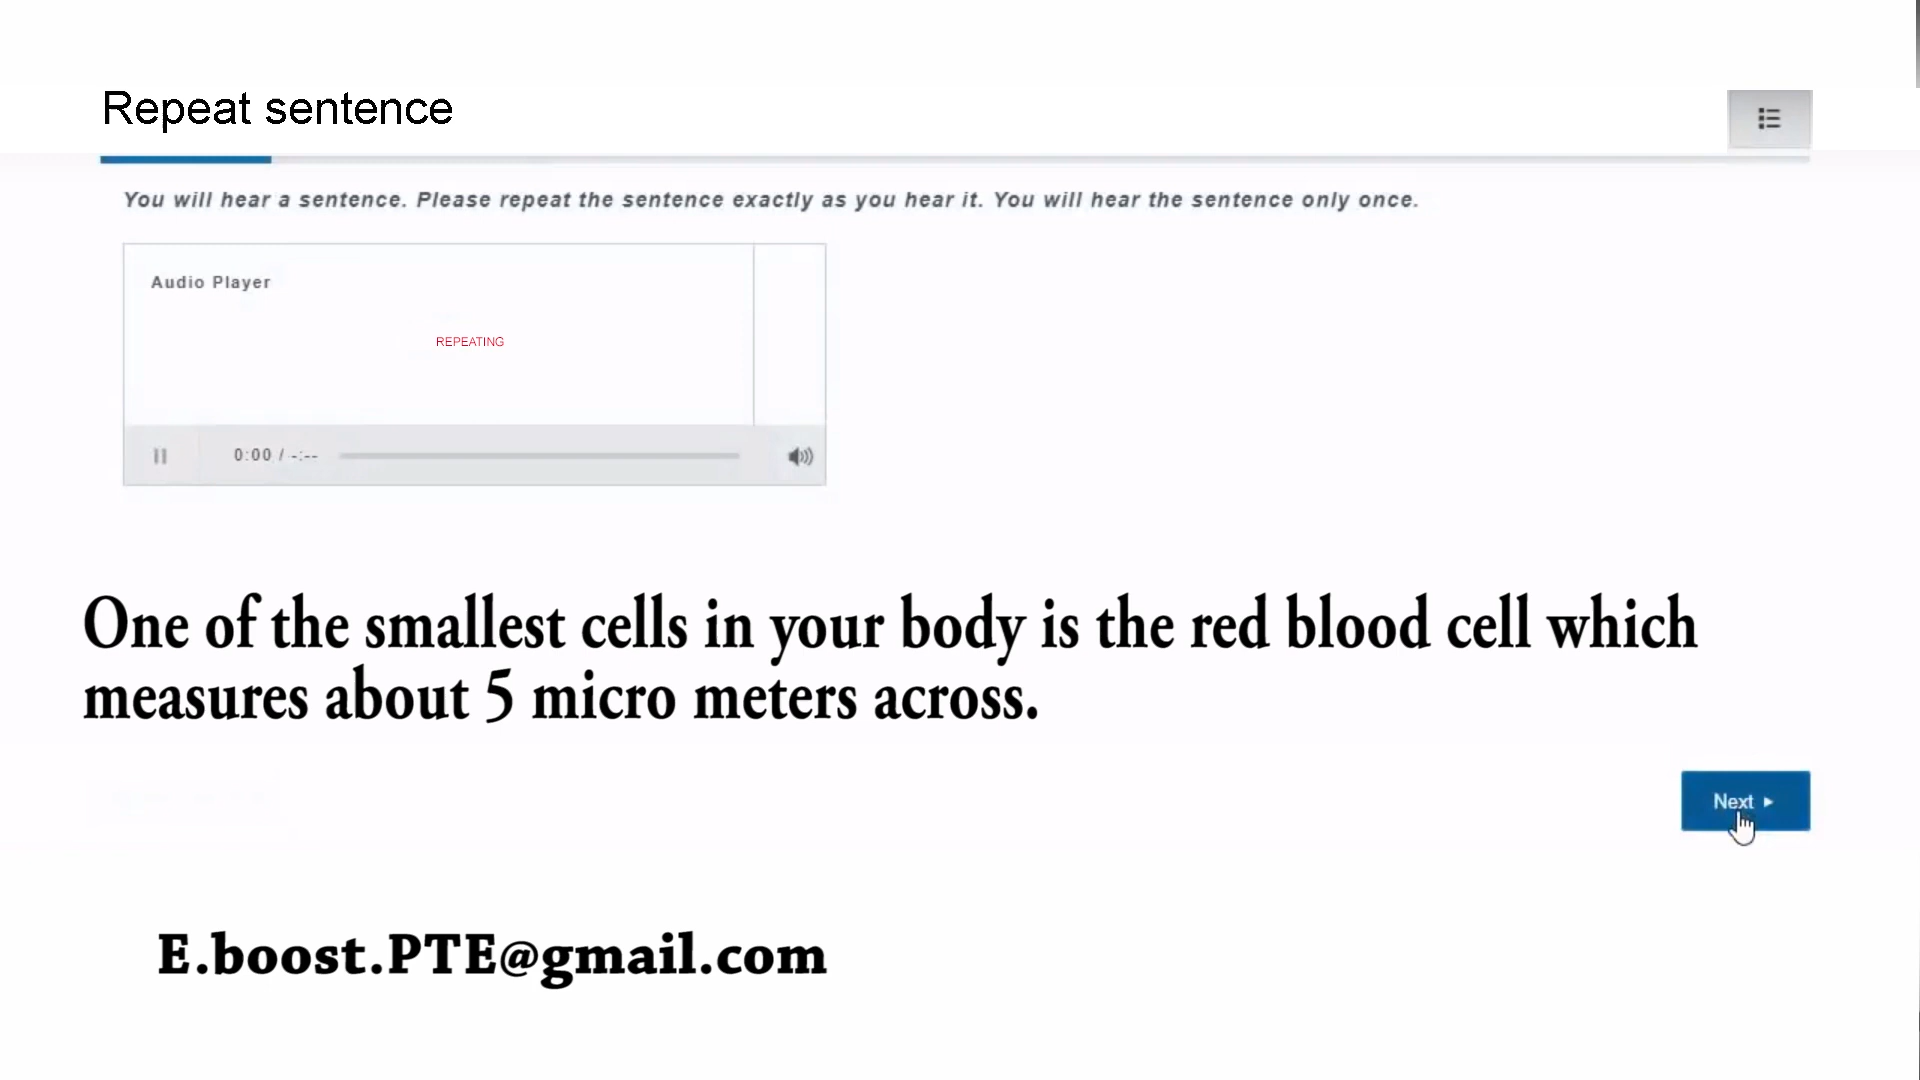 Repeat sentence
You will hear a sentence. Please repeat the sentence exactly as you hear it. You will hear the sentence only once.
Audio Player
REPEATING
0:00 / -:--
One of the smallest cells in your body is the red blood cell which
measures about 5 micro meters across.
Next
E.boost.PTE@gmail.com